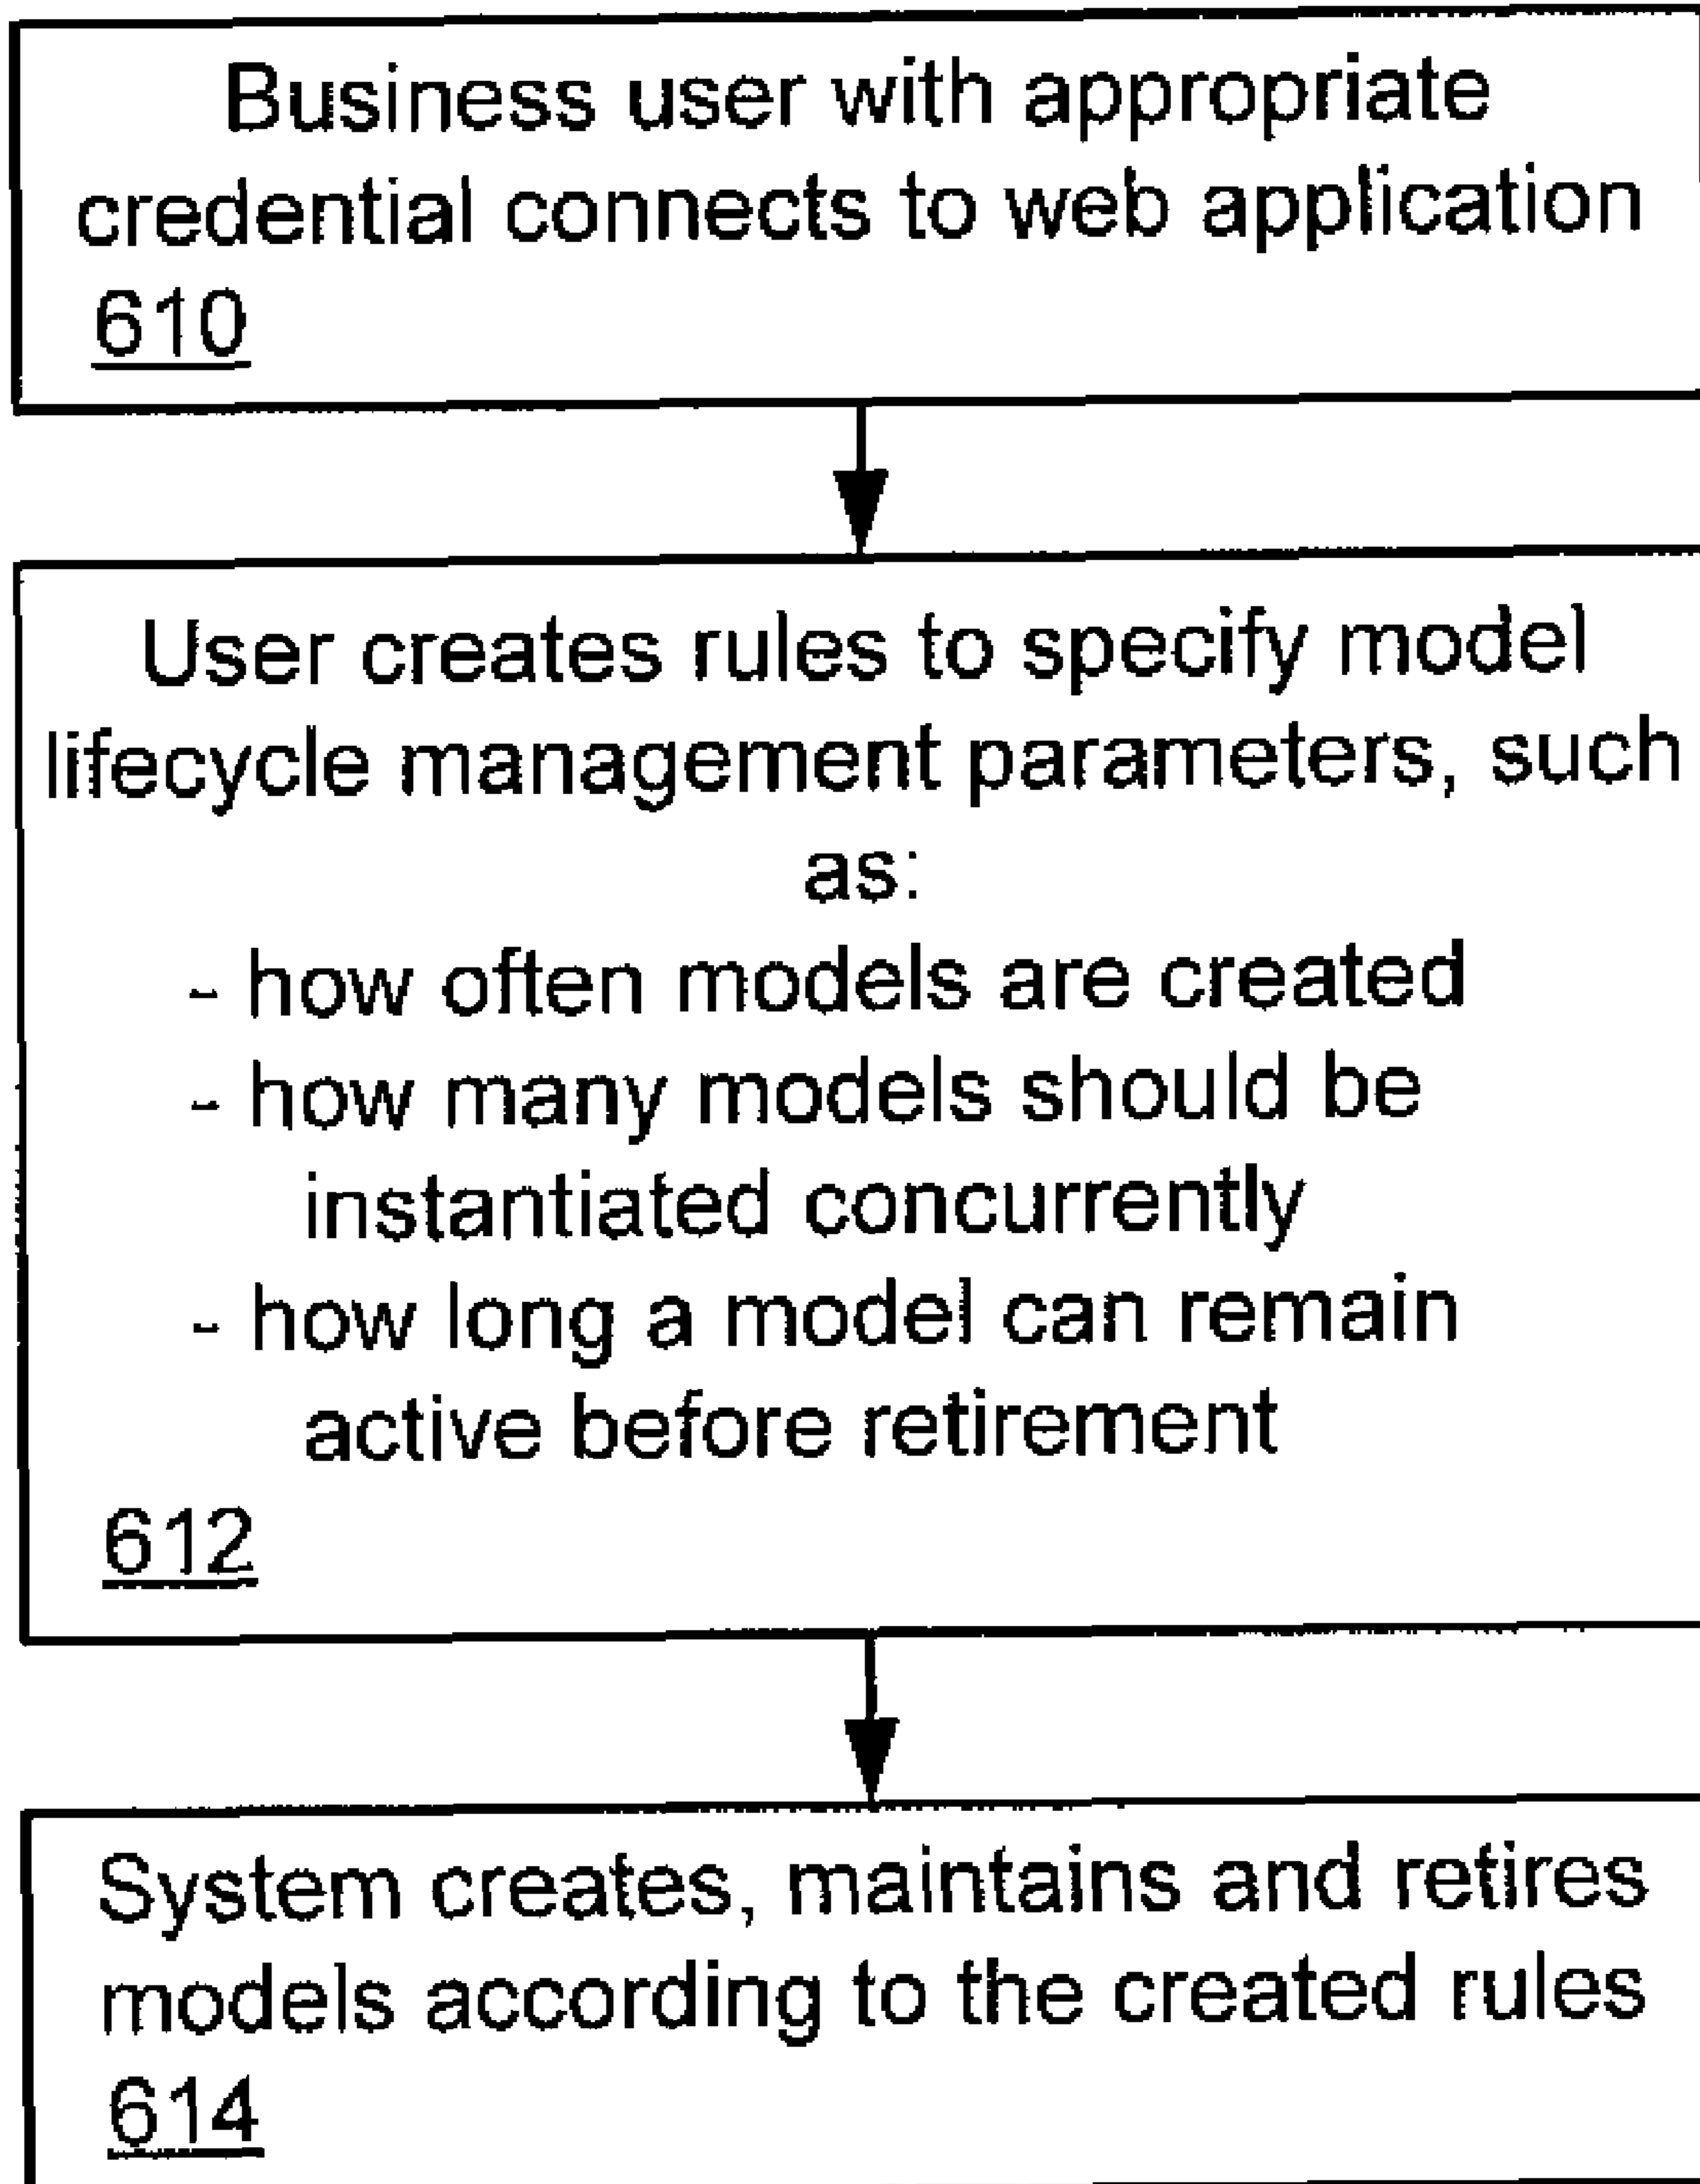 Business user with appropriate
credential connects to web application
610
User creates rules to specify model
lifecycle management parameters, such
as:
- how often models are created
- how many models should be
instantiated concurrently
- how long a model can remain
active before retirement
612
System creates, maintains and retires
models according to the created rules
614